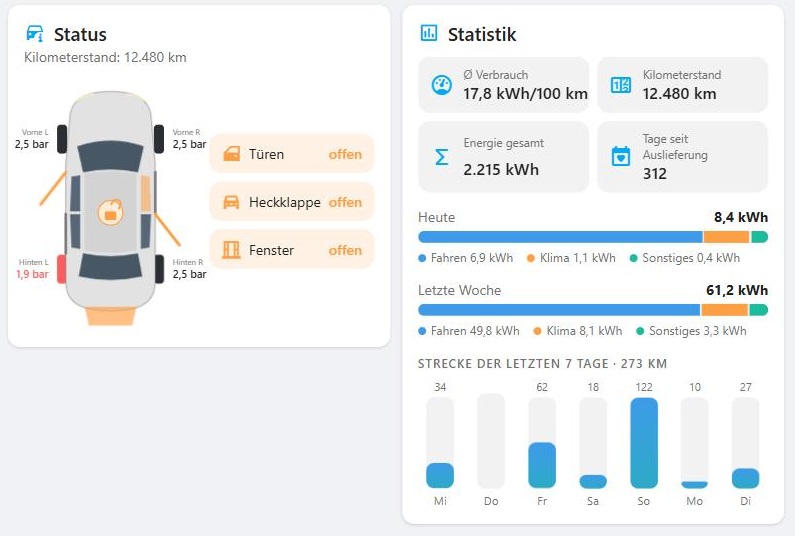 Status
Kilometerstand: 12.480 km
Vorne L
2,5 bar
Vorne R
2,5 bar
Hinten L
1,9 bar
Hinten R
2,5 bar
Türen offen
Heckklappe offen
Fenster offen
Statistik
Ø Verbrauch
17,8 kWh/100 km
Kilometerstand
12.480 km
Energie gesamt
2.215 kWh
Tage seit
Auslieferung
312
Heute 8,4 kWh
Fahren 6,9 kWh Klima 1,1 kWh Sonstiges 0,4 kWh
Letzte Woche 61,2 kWh
Fahren 49,8 kWh Klima 8,1 kWh Sonstiges 3,3 kWh
STRECKE DER LETZTEN 7 TAGE · 273 KM
34 62 18 122 10 27
Mi Do Fr Sa So Mo Di